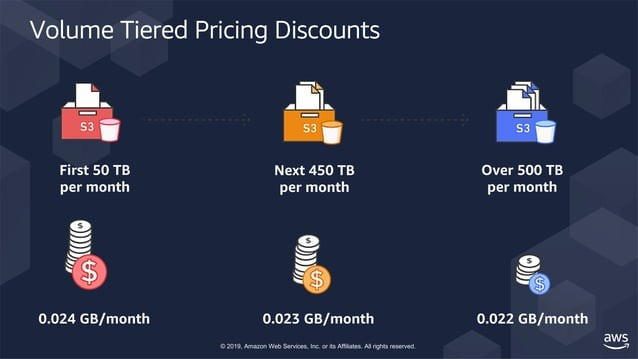 Volume Tiered Pricing Discounts
S3
S3
S3
First 50 TB
per month
Next 450 TB
per month
Over 500 TB
per month
$
$
$
$
$
$
0.024 GB/month
0.023 GB/month
0.022 GB/month
© 2019, Amazon Web Services, Inc. or its Affiliates. All rights reserved.
aws